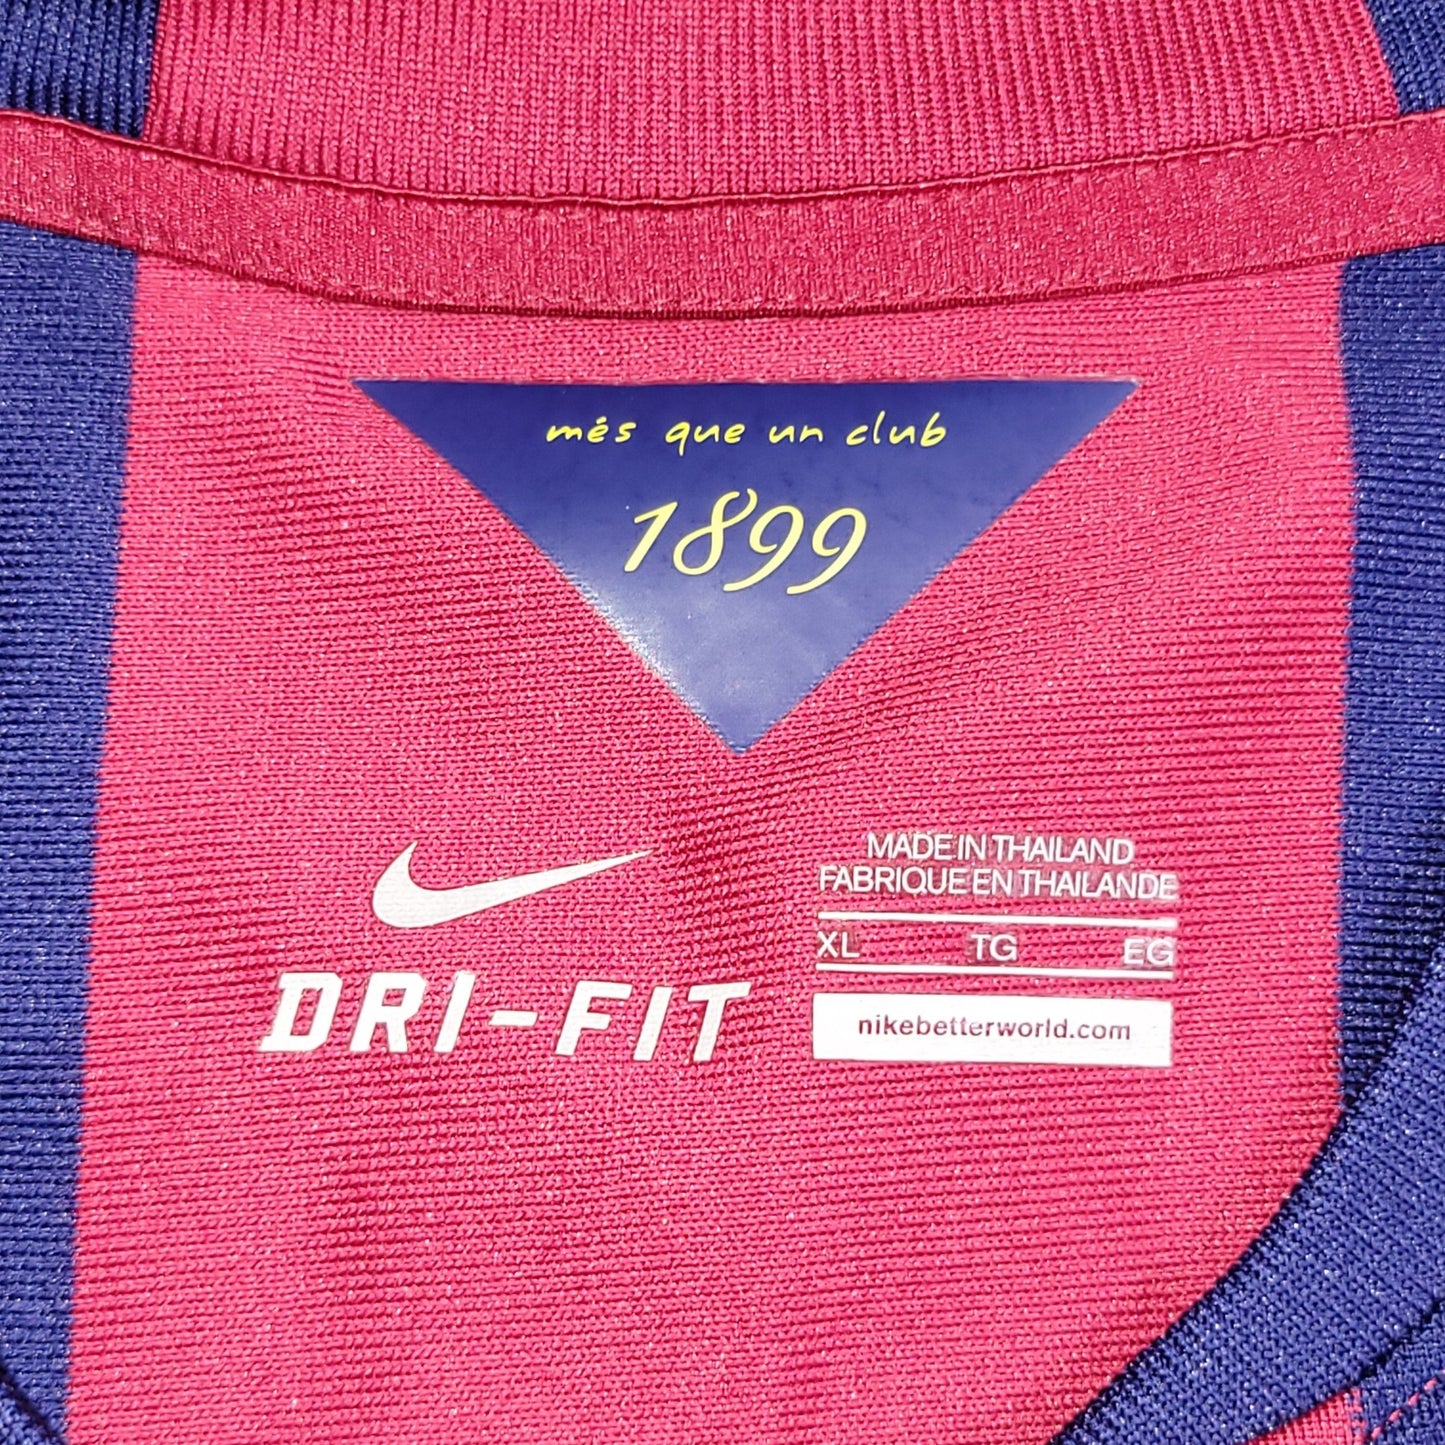 més que un club
1899
DRI-FIT
MADE IN THAILAND
FABRIQUE EN THAILANDE
XL TG EG
nikebetterworld.com